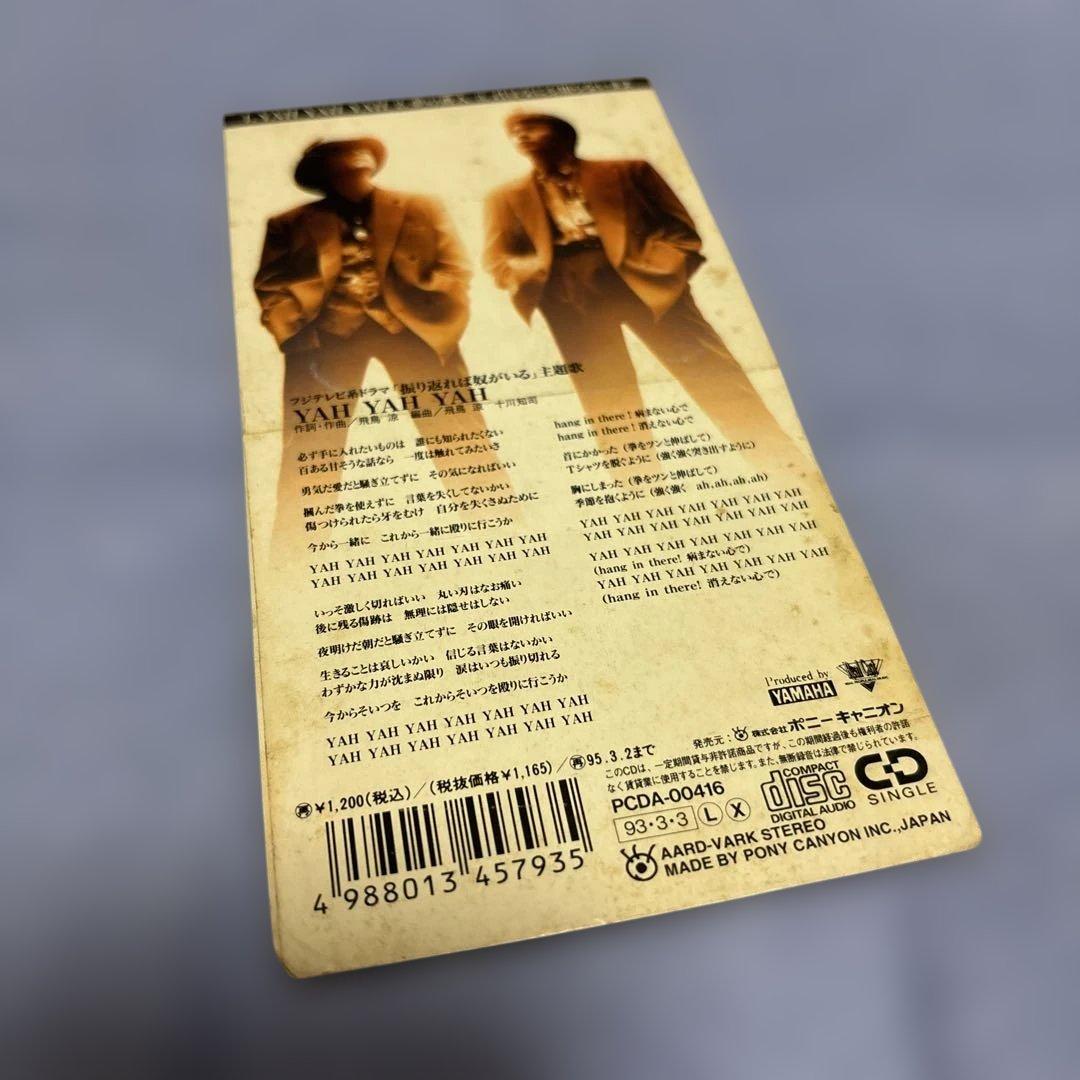 フジテレビ系ドラマ「振り返れば奴がいる」主題歌
YAH YAH YAH
作詞・作曲／飛鳥 涼 編曲／飛鳥 涼 十川知司
必ず手に入れたいものは 誰にも知られたくない
百ある甘そうな話なら 一度は触れてみたいさ
勇気だ愛だと騒ぎ立てずに その気になればいい
掴んだ拳を使えずに 言葉を失くしてないかい
傷つけられたら牙をむけ 自分を失くさぬために
今から一緒に これから一緒に殴りに行こうか
YAH YAH YAH YAH YAH YAH YAH
YAH YAH YAH YAH YAH YAH YAH
いっそ激しく切ればいい 丸い刃はなお痛い
後に残る傷跡は 無理には隠せはしない
夜明けだ朝だと騒ぎ立てずに その眼を開ければいい
生きることは哀しいかい 信じる言葉はないかい
わずかな力が沈まぬ限り 涙はいつも振り切れる
今からそいつを これからそいつを殴りに行こうか
YAH YAH YAH YAH YAH YAH YAH
YAH YAH YAH YAH YAH YAH YAH
hang in there! 病まない心で
hang in there! 消えない心で
首にかかった (拳をツンと伸ばして)
Tシャツを脱ぐように (強く強く突き出すように)
胸にしまった (拳をツンと伸ばして)
季節を抱くように (強く強く ah,ah,ah,ah)
YAH YAH YAH YAH YAH YAH YAH
YAH YAH YAH YAH YAH YAH YAH
YAH YAH YAH YAH YAH YAH YAH
(hang in there! 病まない心で)
YAH YAH YAH YAH YAH YAH YAH
(hang in there! 消えない心で)
Produced by
YAMAHA
発売元: 株式会社ポニーキャニオン
このCDは、一定期間貸与非許諾商品ですが、この期間経過後も権利者の許諾
なく賃貸業に使用することを禁じます。また、無断録音は法律で禁じられています。
再¥1,200(税込)/(税抜価格¥1,165)/再95.3.2まで
PCDA-00416
93・3・3 L X
COMPACT
disc
DIGITAL AUDIO
CD
SINGLE
AARD-VARK STEREO
MADE BY PONY CANYON INC.,JAPAN
4 988013 457935